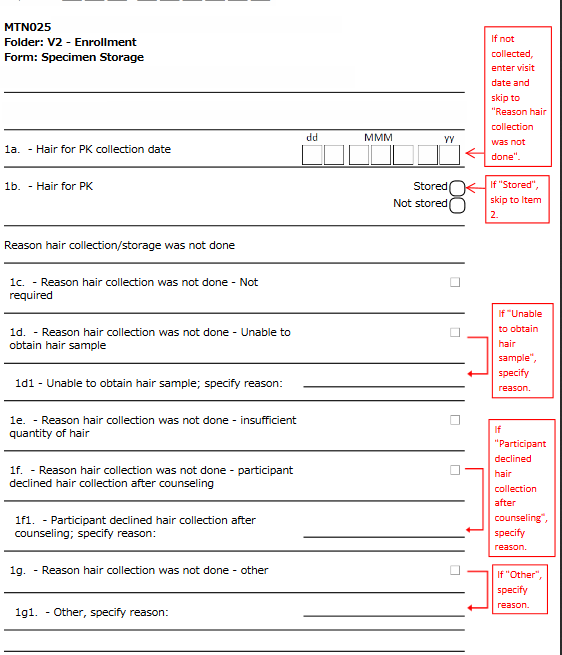 MTN025
Folder: V2 - Enrollment
Form: Specimen Storage
dd MMM yy
1a. - Hair for PK collection date
If not
collected,
enter visit
date and
skip to
"Reason hair
collection
was not
done".
1b. - Hair for PK
Stored
Not stored
If "Stored",
skip to Item
2.
Reason hair collection/storage was not done
1c. - Reason hair collection was not done - Not
required
1d. - Reason hair collection was not done - Unable to
obtain hair sample
If "Unable
to obtain
hair
sample",
specify
reason.
1d1 - Unable to obtain hair sample; specify reason:
1e. - Reason hair collection was not done - insufficient
quantity of hair
1f. - Reason hair collection was not done - participant
declined hair collection after counseling
If
"Participant
declined
hair
collection
after
counseling",
specify
reason.
1f1. - Participant declined hair collection after
counseling; specify reason:
1g. - Reason hair collection was not done - other
If "Other",
specify
reason.
1g1. - Other, specify reason: